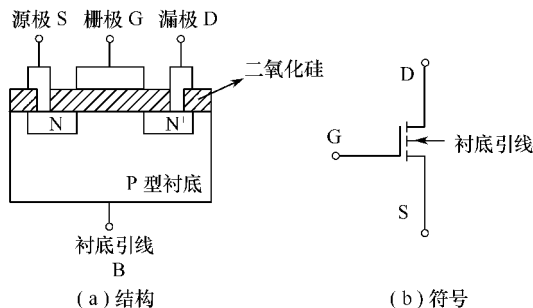 源极 S 栅极 G 漏极 D
二氧化硅
N N
P 型衬底
衬底引线
B
(a) 结构
D
G
衬底引线
S
(b) 符号